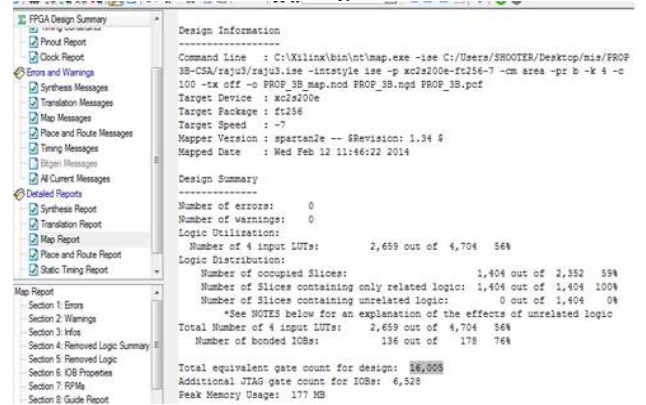 FPGA Design Summary
Timing Constraints
Pinout Report
Clock Report
Errors and Warnings
Synthesis Messages
Translation Messages
Map Messages
Place and Route Messages
Timing Messages
Bitgen Messages
All Current Messages
Detailed Reports
Synthesis Report
Translation Report
Map Report
Place and Route Report
Static Timing Report
Map Report
Section 1: Errors
Section 2: Warnings
Section 3: Infos
Section 4: Removed Logic Summary
Section 5: Removed Logic
Section 6: IOB Properties
Section 7: RPMs
Section 8: Guide Report
Design Information
------------------
Command Line : C:\Xilinx\bin\nt\map.exe -ise C:/Users/SHOOTER/Desktop/mis/PROP
3B-CSA/raju3/raju3.ise -intstyle ise -p xc2s200e-ft256-7 -cm area -pr b -k 4 -c
100 -tx off -o PROP_3B_map.ncd PROP_3B.ngd PROP_3B.pcf
Target Device : xc2s200e
Target Package : ft256
Target Speed : -7
Mapper Version : spartan2e -- $Revision: 1.34 $
Mapped Date : Wed Feb 12 11:46:22 2014
Design Summary
--------------
Number of errors: 0
Number of warnings: 0
Logic Utilization:
Number of 4 input LUTs: 2,659 out of 4,704 56%
Logic Distribution:
Number of occupied Slices: 1,404 out of 2,352 59%
Number of Slices containing only related logic: 1,404 out of 1,404 100%
Number of Slices containing unrelated logic: 0 out of 1,404 0%
*See NOTES below for an explanation of the effects of unrelated logic
Total Number of 4 input LUTs: 2,659 out of 4,704 56%
Number of bonded IOBs: 136 out of 178 76%
Total equivalent gate count for design: 16,005
Additional JTAG gate count for IOBs: 6,528
Peak Memory Usage: 177 MB